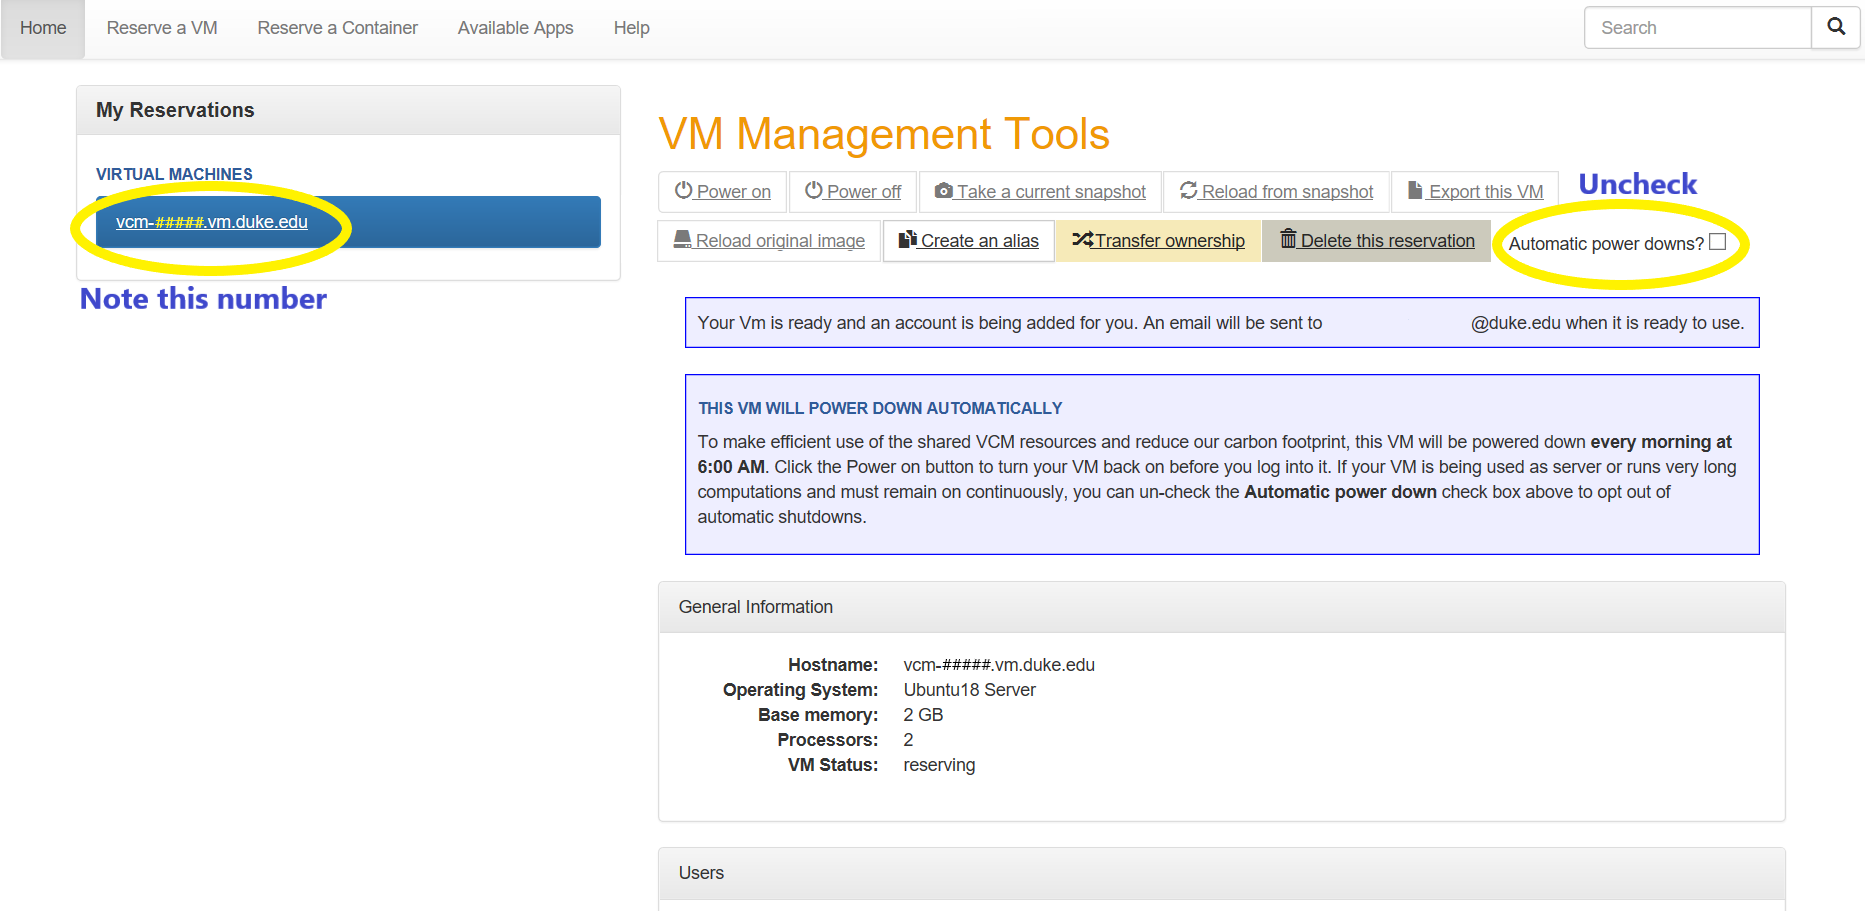 Home Reserve a VM Reserve a Container Available Apps Help Search
My Reservations
VIRTUAL MACHINES
vcm-#####.vm.duke.edu
Note this number
VM Management Tools
Power on Power off Take a current snapshot Reload from snapshot Export this VM
Uncheck
Reload original image Create an alias Transfer ownership Delete this reservation Automatic power downs?
Your Vm is ready and an account is being added for you. An email will be sent to @duke.edu when it is ready to use.
THIS VM WILL POWER DOWN AUTOMATICALLY
To make efficient use of the shared VCM resources and reduce our carbon footprint, this VM will be powered down every morning at
6:00 AM. Click the Power on button to turn your VM back on before you log into it. If your VM is being used as server or runs very long
computations and must remain on continuously, you can un-check the Automatic power down check box above to opt out of
automatic shutdowns.
General Information
Hostname: vcm-#####.vm.duke.edu
Operating System: Ubuntu18 Server
Base memory: 2 GB
Processors: 2
VM Status: reserving
Users